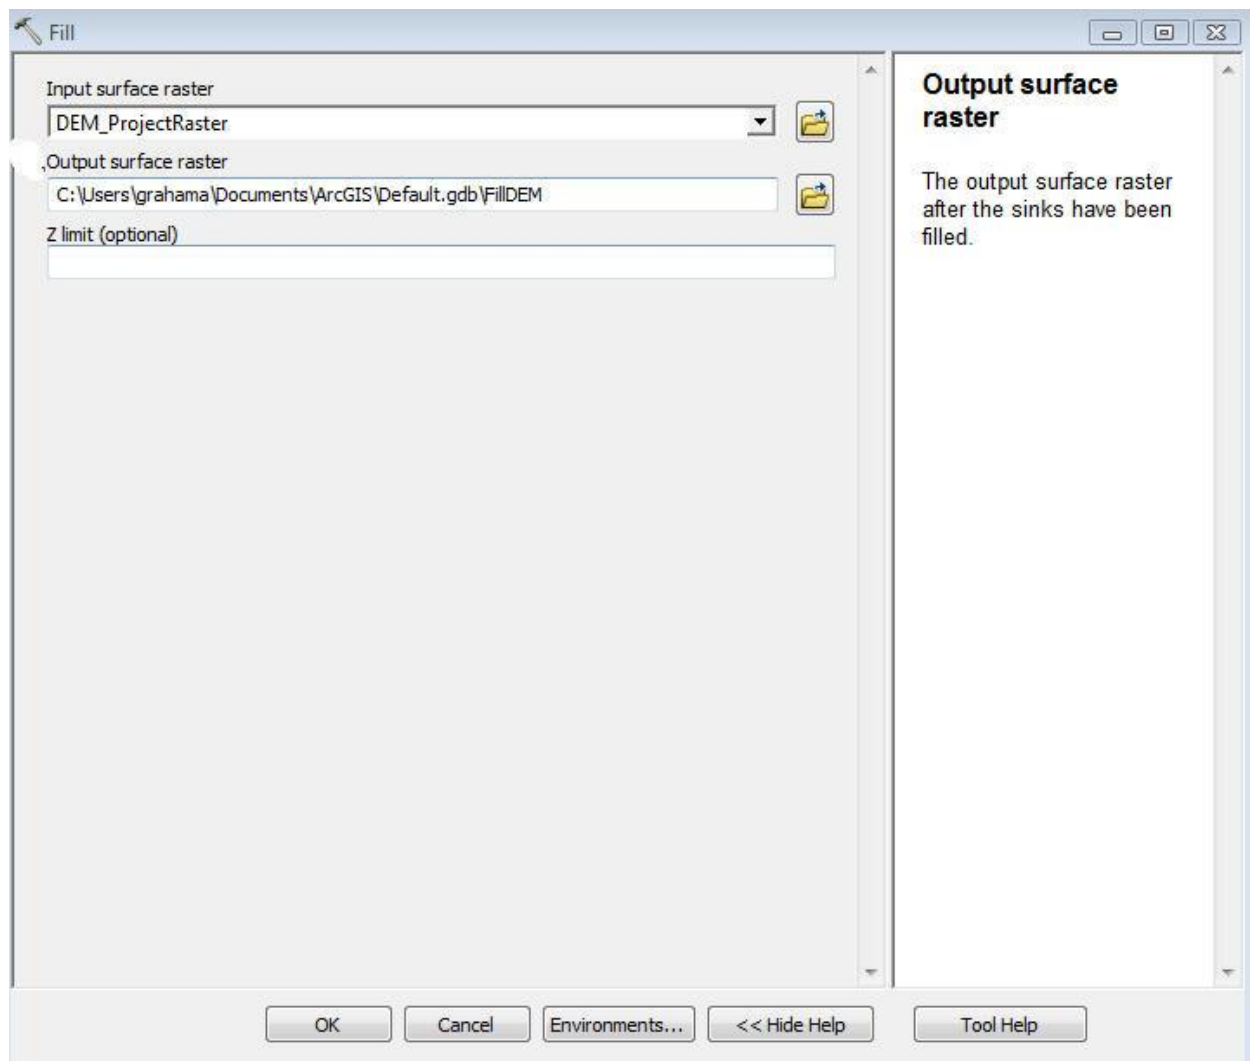 Fill
Input surface raster
DEM_ProjectRaster
Output surface raster
C:\Users\grahama\Documents\ArcGIS\Default.gdb\FillDEM
Z limit (optional)
Output surface
raster
The output surface raster
after the sinks have been
filled.
OK
Cancel
Environments...
<< Hide Help
Tool Help